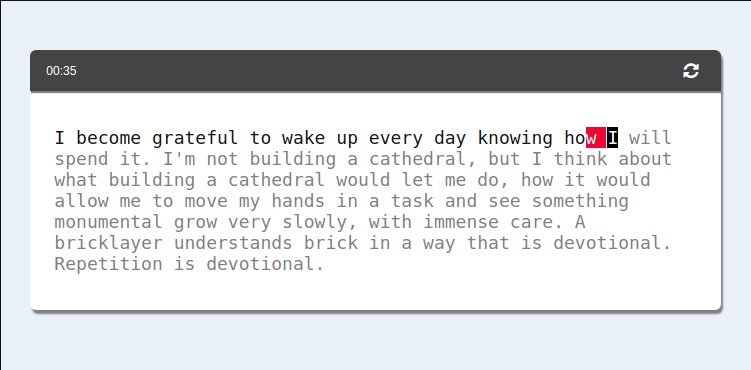 00:35
I become grateful to wake up every day knowing how I will
spend it. I'm not building a cathedral, but I think about
what building a cathedral would let me do, how it would
allow me to move my hands in a task and see something
monumental grow very slowly, with immense care. A
bricklayer understands brick in a way that is devotional.
Repetition is devotional.